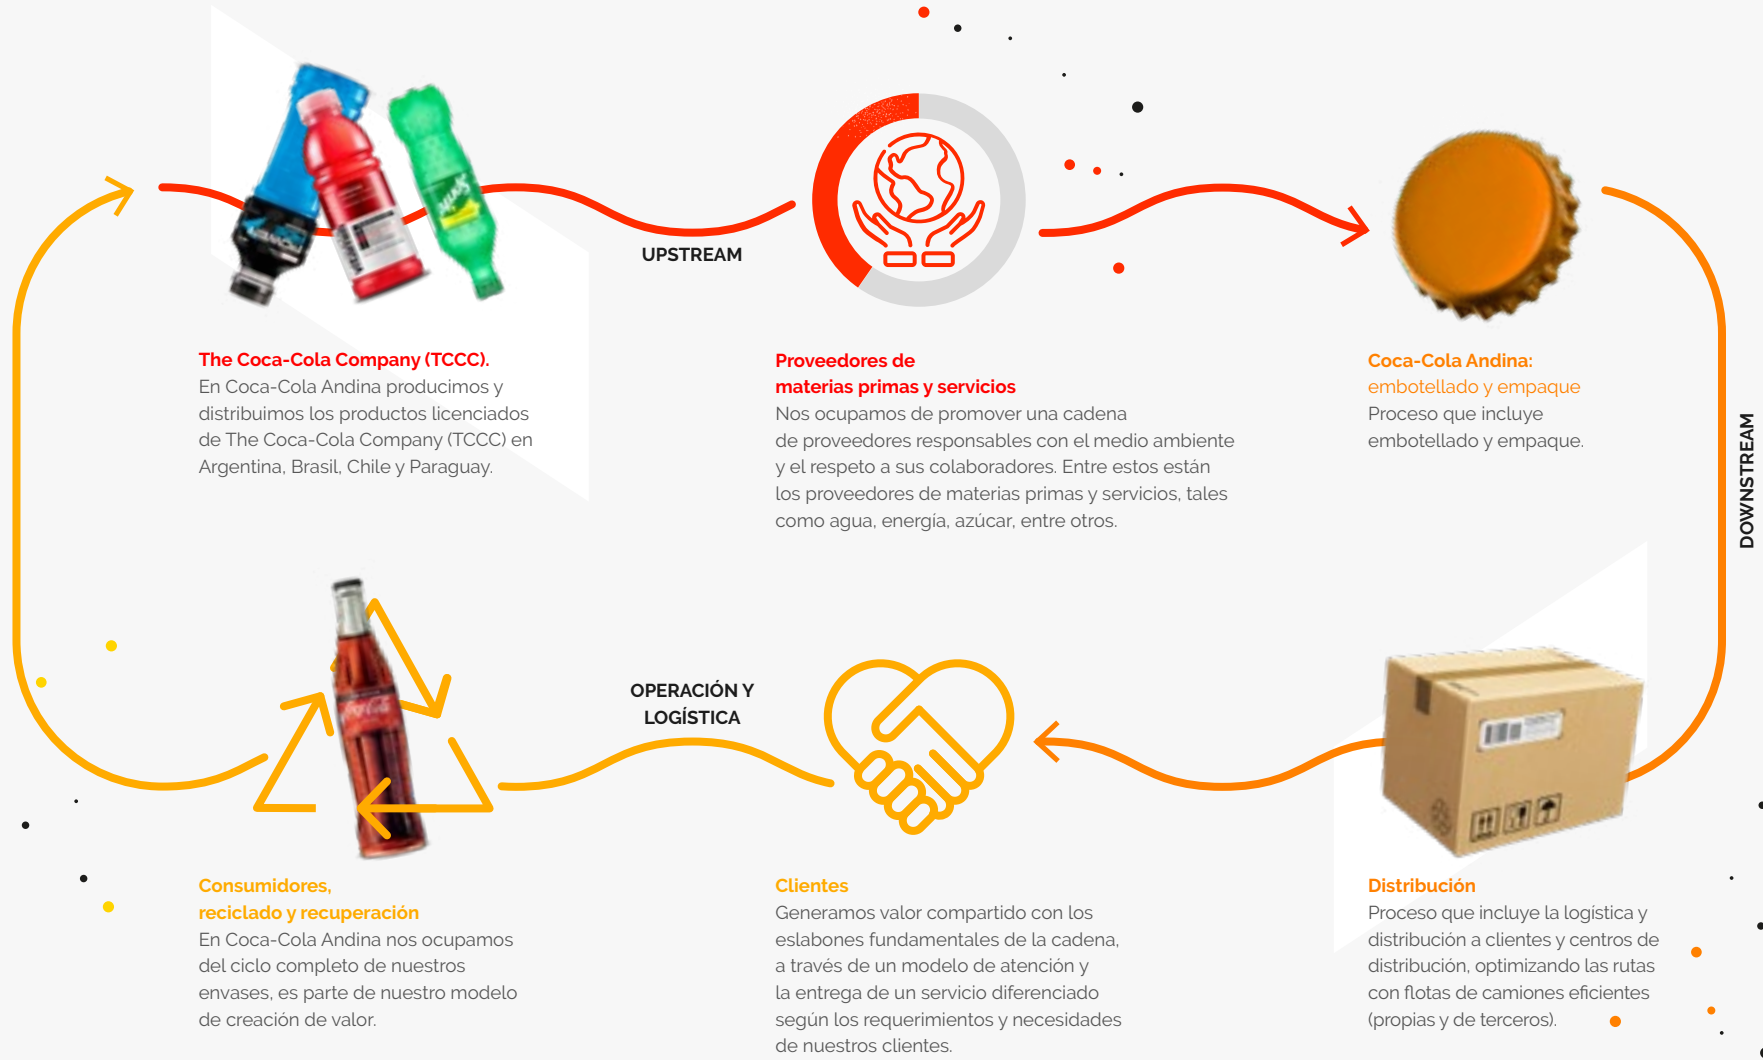 UPSTREAM
The Coca-Cola Company (TCCC).
En Coca-Cola Andina producimos y
distribuimos los productos licenciados
de The Coca-Cola Company (TCCC) en
Argentina, Brasil, Chile y Paraguay.
Proveedores de
materias primas y servicios
Nos ocupamos de promover una cadena
de proveedores responsables con el medio ambiente
y el respeto a sus colaboradores. Entre estos están
los proveedores de materias primas y servicios, tales
como agua, energía, azúcar, entre otros.
Coca-Cola Andina:
embotellado y empaque
Proceso que incluye
embotellado y empaque.
DOWNSTREAM
OPERACIÓN Y
LOGÍSTICA
Consumidores,
reciclado y recuperación
En Coca-Cola Andina nos ocupamos
del ciclo completo de nuestros
envases, es parte de nuestro modelo
de creación de valor.
Clientes
Generamos valor compartido con los
eslabones fundamentales de la cadena,
a través de un modelo de atención y
la entrega de un servicio diferenciado
según los requerimientos y necesidades
de nuestros clientes.
Distribución
Proceso que incluye la logística y
distribución a clientes y centros de
distribución, optimizando las rutas
con flotas de camiones eficientes
(propias y de terceros).